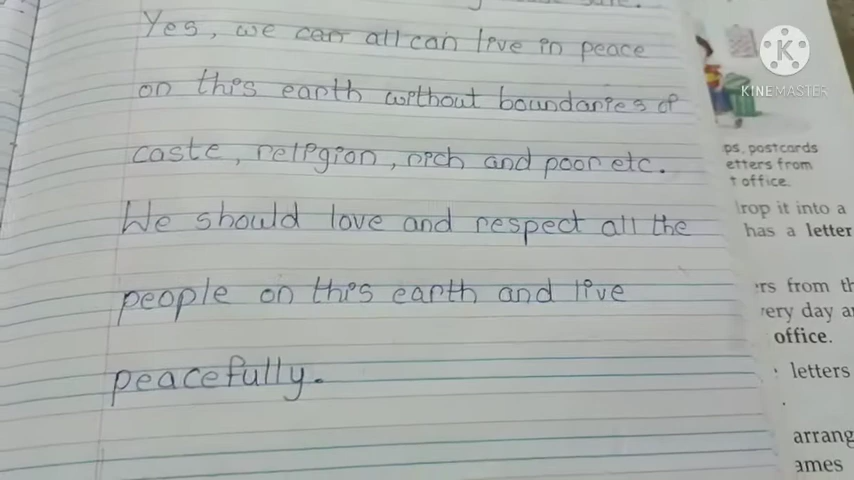 Yes, we can all can live in peace
on this earth without boundaries of
caste, religion, rich and poor etc.
We should love and respect all the
people on this earth and live
peacefully.
KINEMASTER
ps, postcards
etters from
t office.
rop it into a
has a letter
rs from th
very day a
office.
letters
arrang
ames